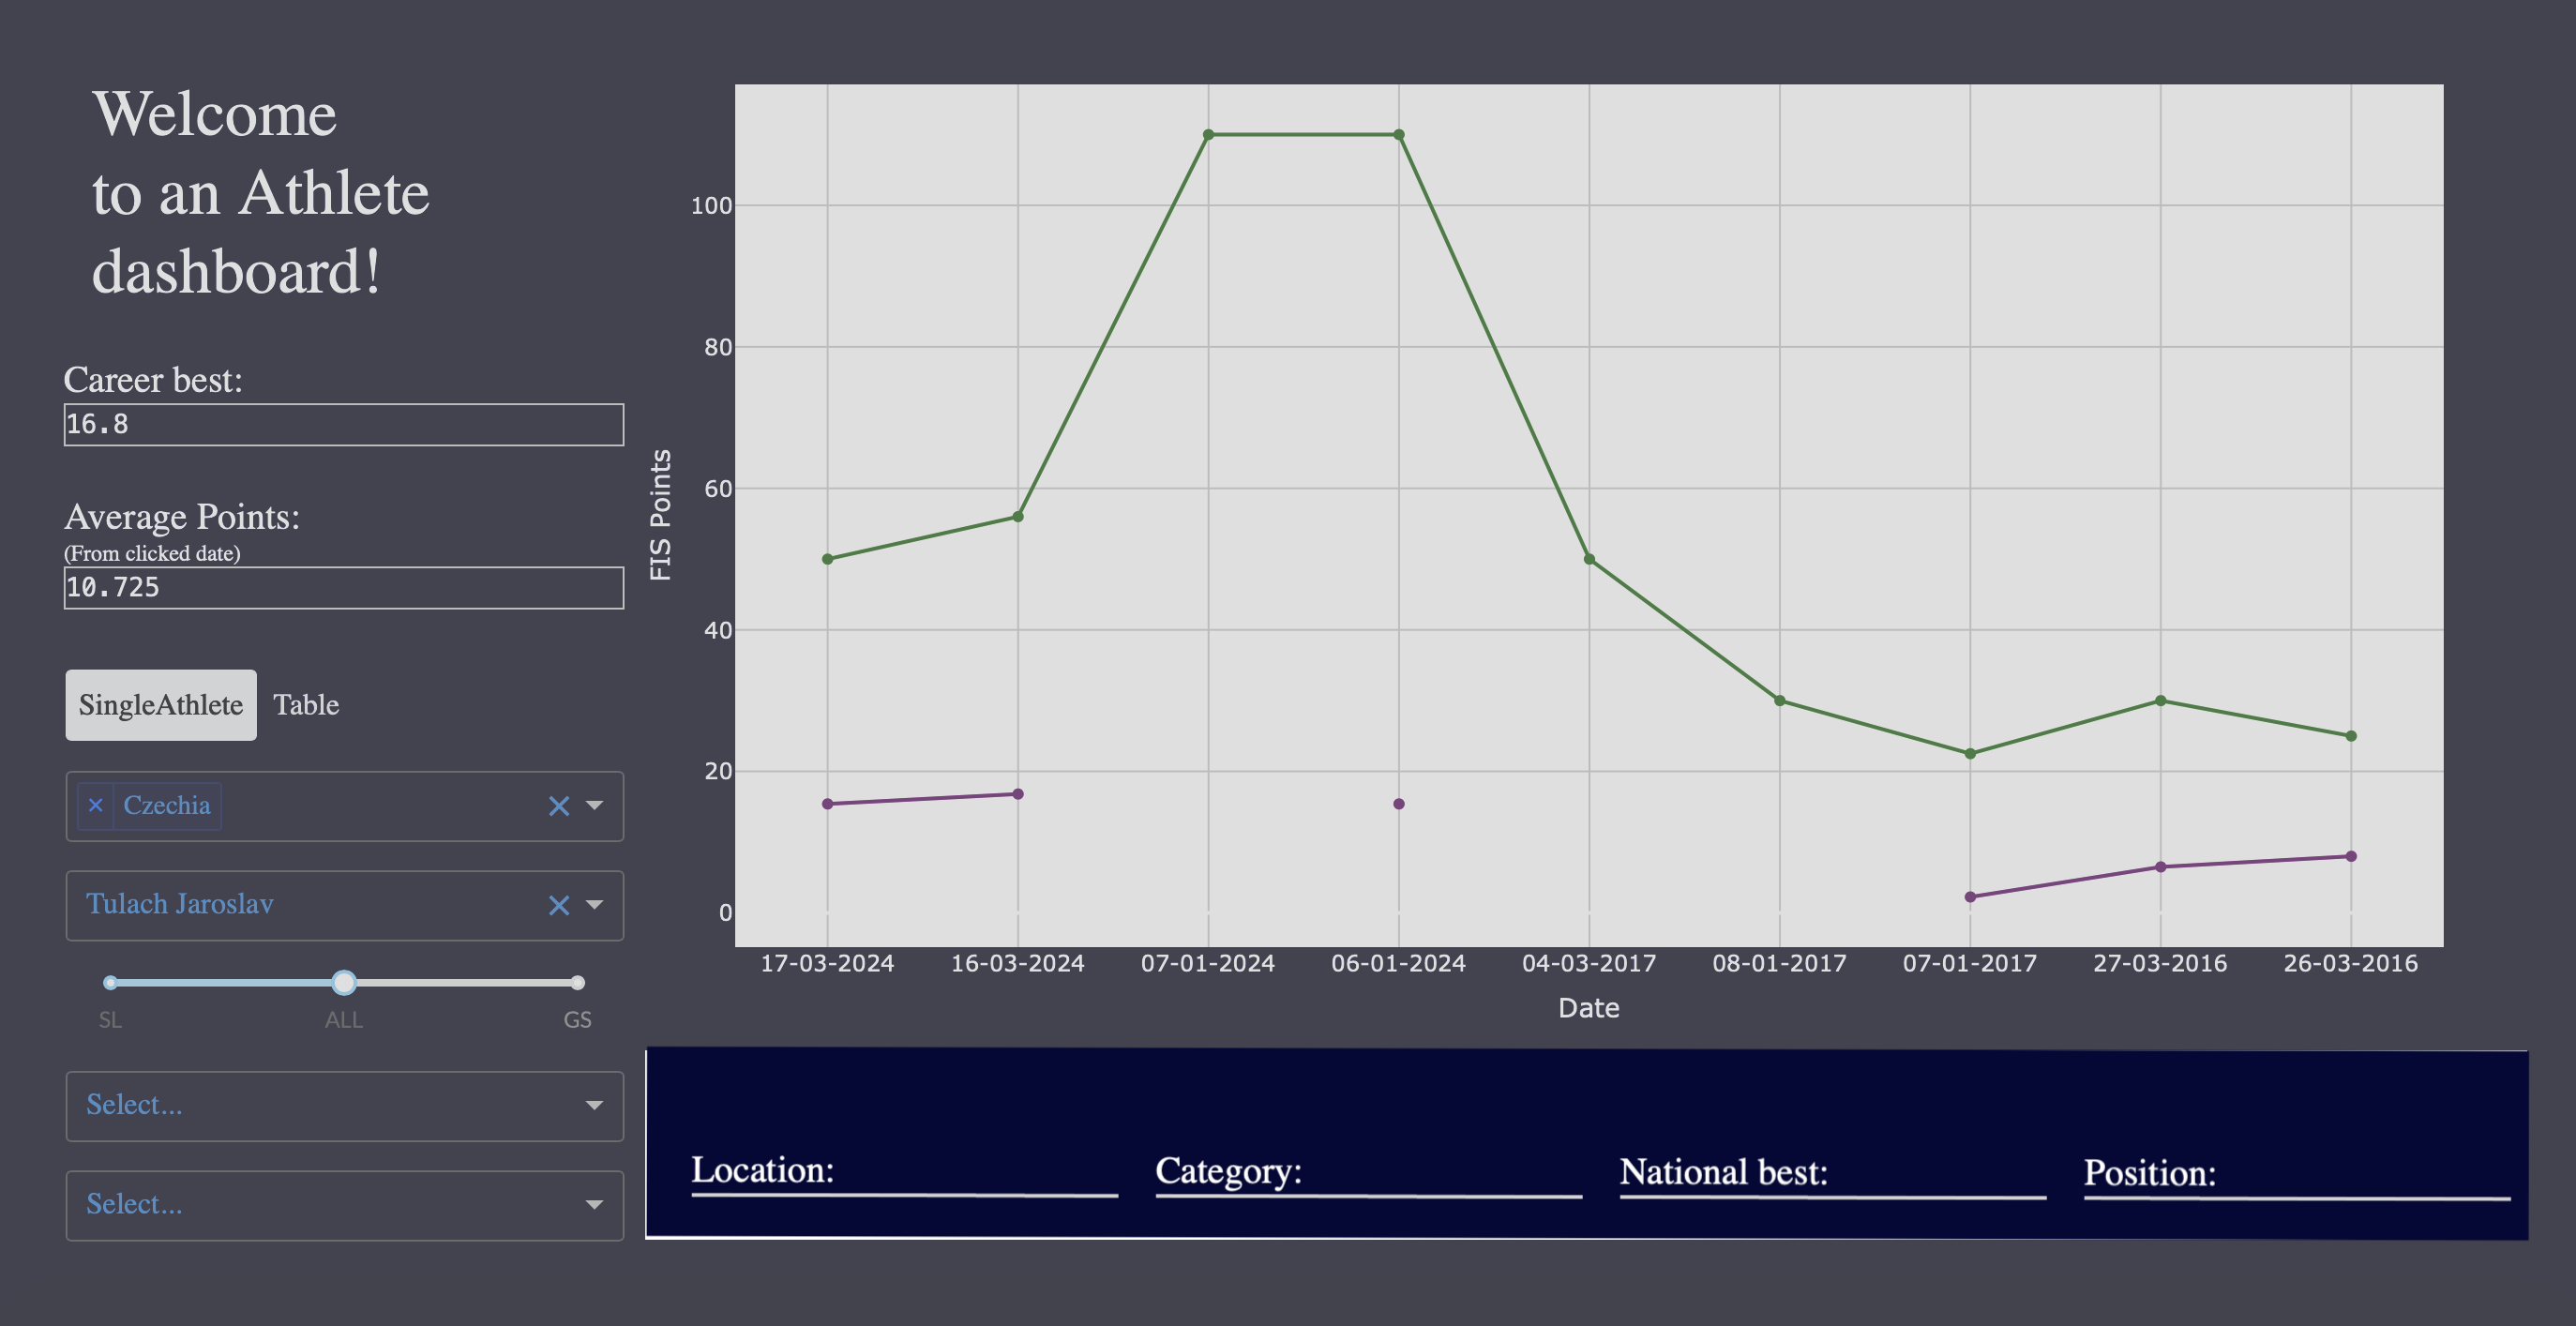 Welcome
to an Athlete
dashboard!
Career best:
16.8
Average Points:
(From clicked date)
10.725
SingleAthlete Table
× Czechia
Tulach Jaroslav
SL ALL GS
Select...
Select...
FIS Points
100
80
60
40
20
0
17-03-2024 16-03-2024 07-01-2024 06-01-2024 04-03-2017 08-01-2017 07-01-2017 27-03-2016 26-03-2016
Date
Location: Category: National best: Position: